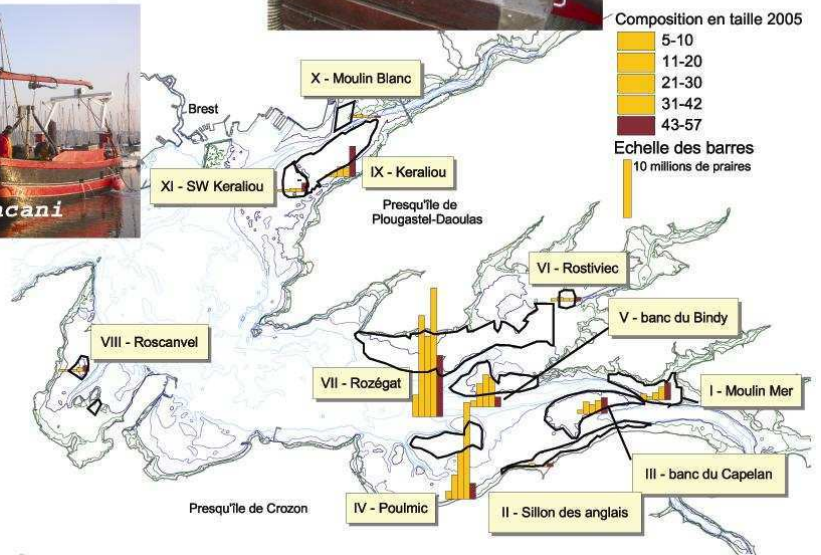 Composition en taille 2005
5-10
11-20
21-30
31-42
43-57
Echelle des barres
10 millions de praires
X - Moulin Blanc
Brest
XI - SW Keraliou
IX - Keraliou
Presqu'île de
Plougastel-Daoulas
VI - Rostiviec
V - banc du Bindy
VIII - Roscanvel
VII - Rozégat
I - Moulin Mer
III - banc du Capelan
II - Sillon des anglais
IV - Poulmic
Presqu'île de Crozon